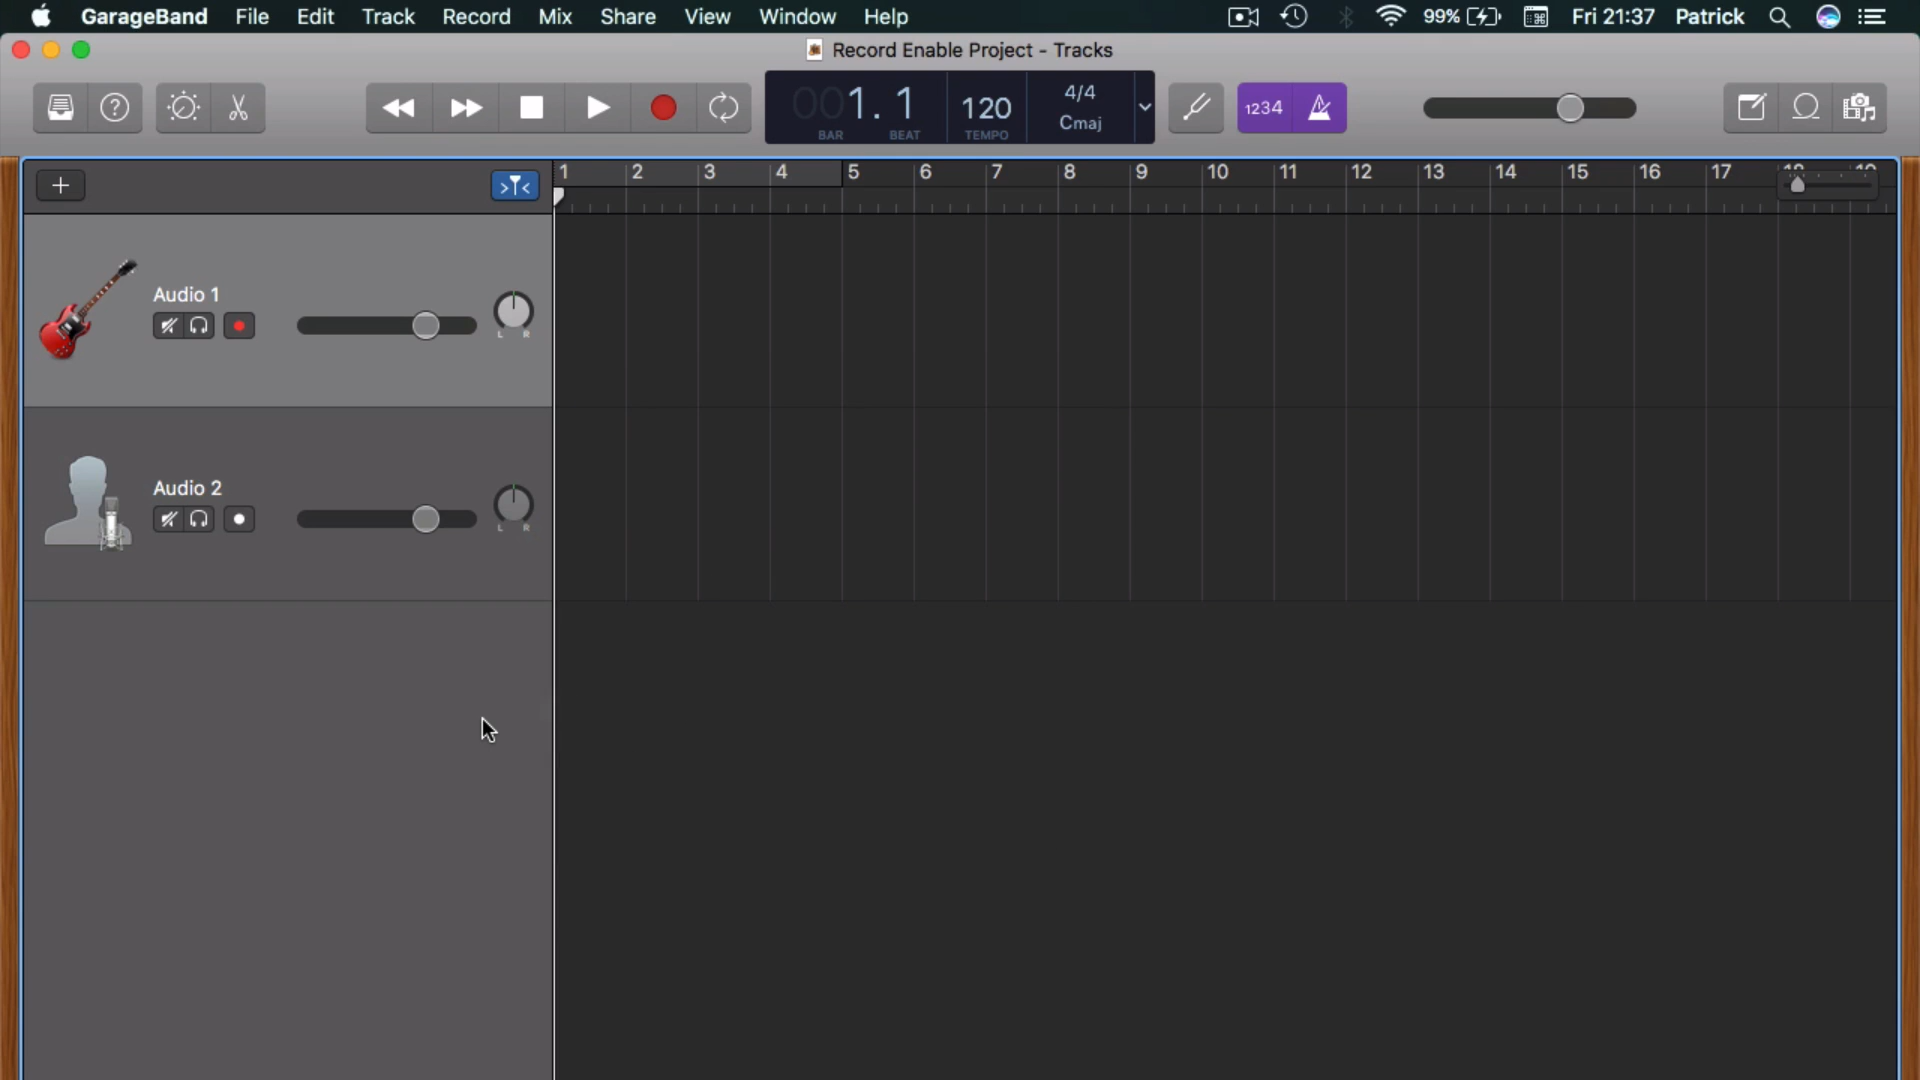 GarageBand File Edit Track Record Mix Share View Window Help 99% Fri 21:37 Patrick
Record Enable Project - Tracks
001. 1 120 4/4 1234
Cmaj
BAR BEAT TEMPO
1 2 3 4 5 6 7 8 9 10 11 12 13 14 15 16 17 18 19
Audio 1
L R
Audio 2
L R